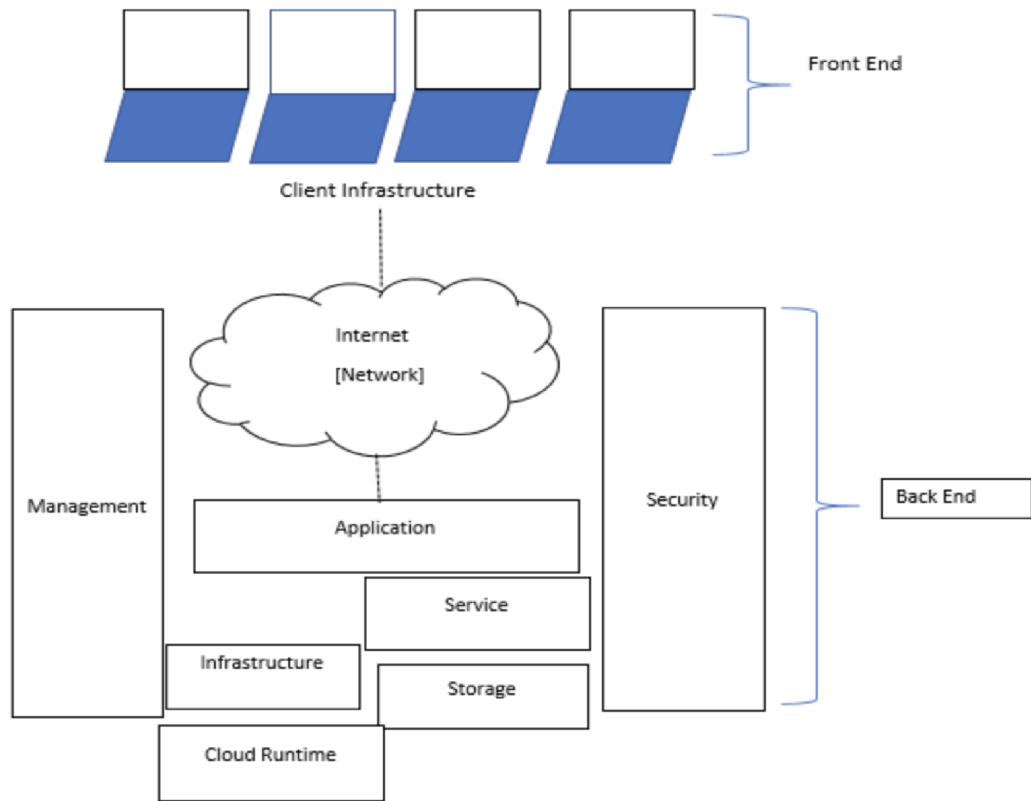 Front End
Client Infrastructure
Internet
[Network]
Management
Security
Back End
Application
Service
Infrastructure
Storage
Cloud Runtime